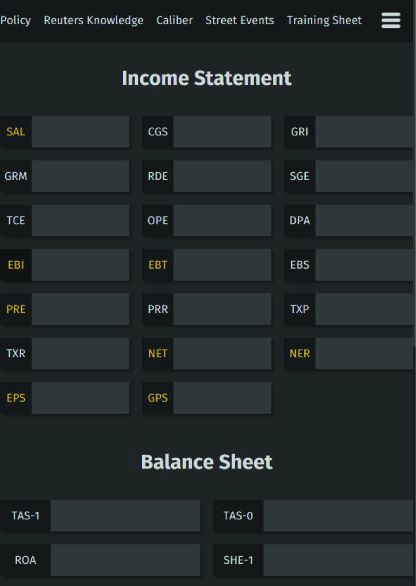 Policy Reuters Knowledge Caliber Street Events Training Sheet
Income Statement
SAL CGS GRI
GRM RDE SGE
TCE OPE DPA
EBI EBT EBS
PRE PRR TXP
TXR NET NER
EPS GPS
Balance Sheet
TAS-1 TAS-0
ROA SHE-1